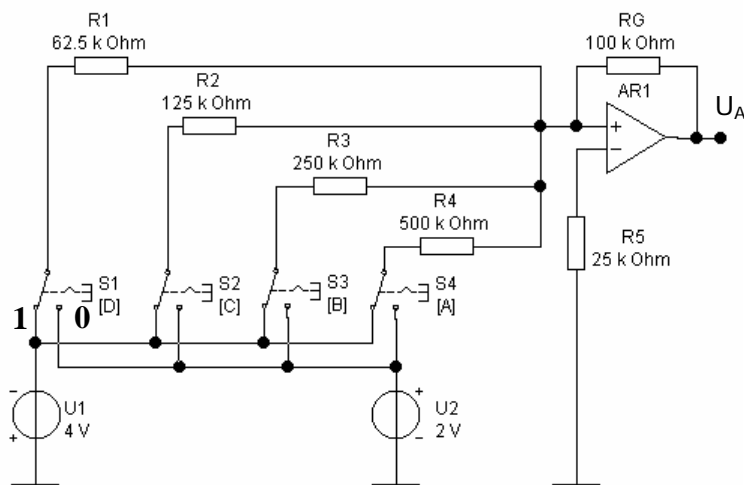 R1
62.5 k Ohm
RG
100 k Ohm
R2
125 k Ohm
AR1
U_A
+
−
R3
250 k Ohm
R4
500 k Ohm
R5
25 k Ohm
S1
[D]
S2
[C]
S3
[B]
S4
[A]
1 0
−
+
U1
4 V
+
−
U2
2 V